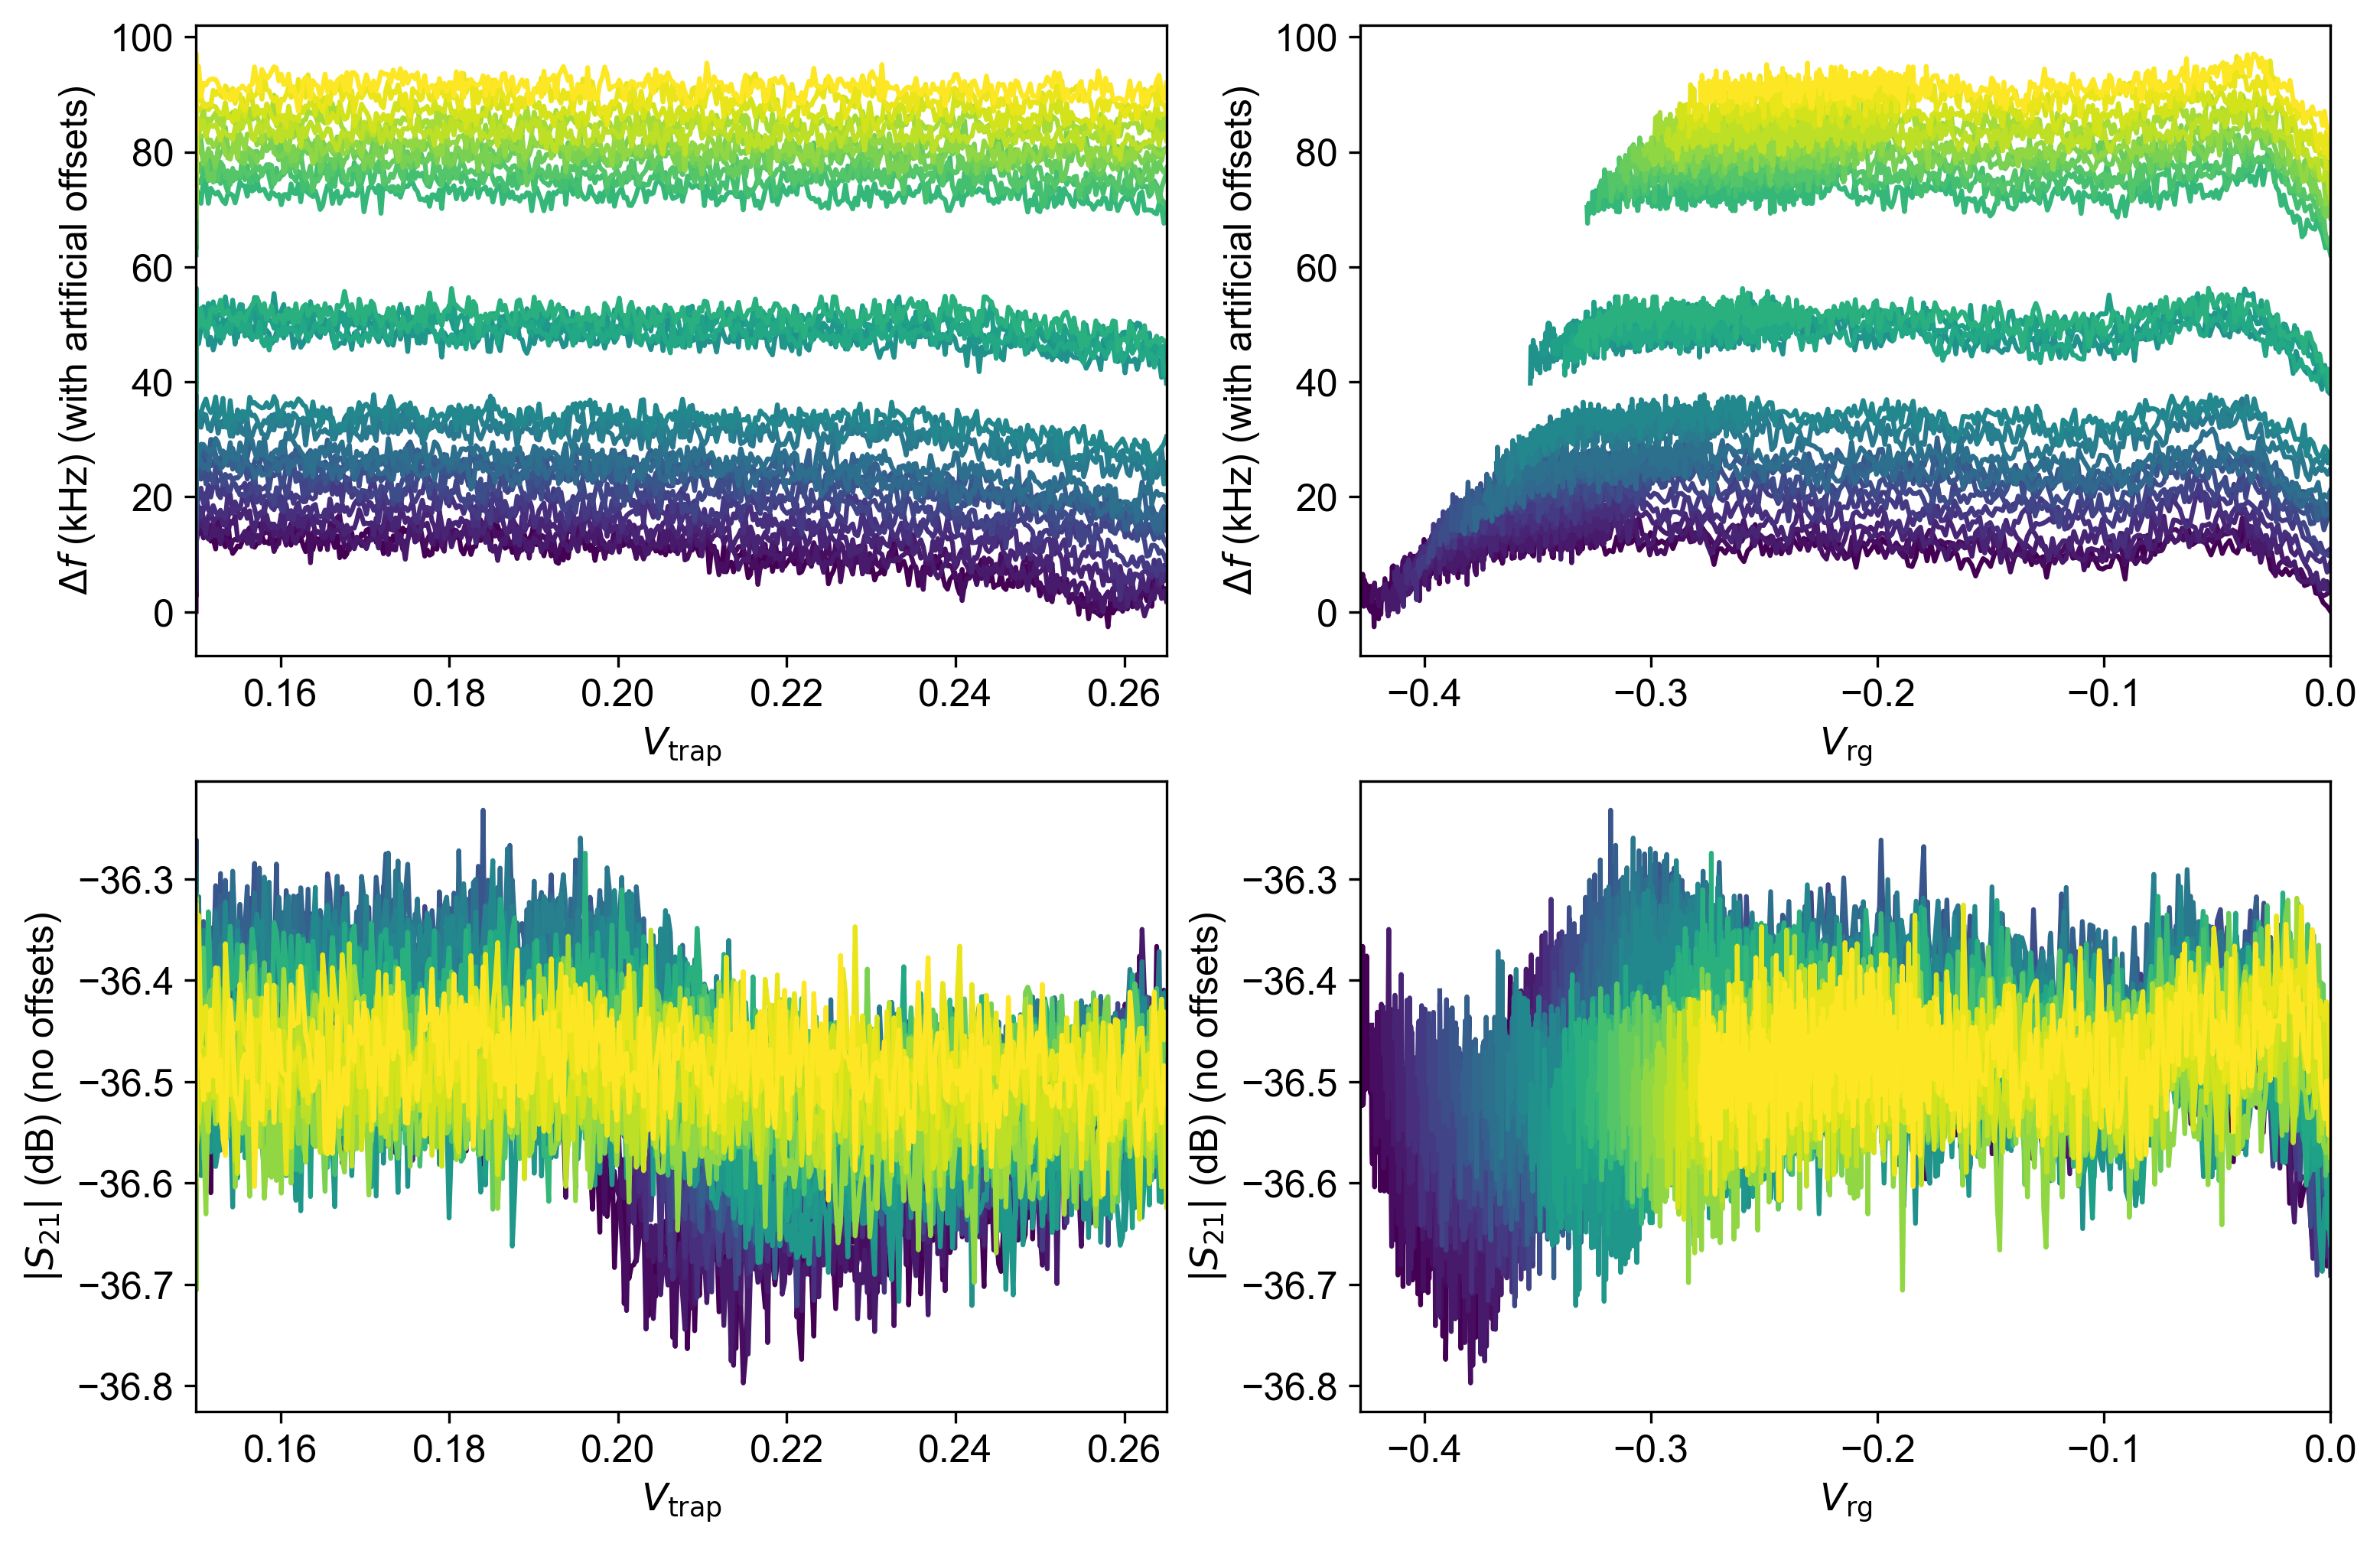 Δf (kHz) (with artificial offsets)
100
80
60
40
20
0
0.16 0.18 0.20 0.22 0.24 0.26
V_trap
Δf (kHz) (with artificial offsets)
100
80
60
40
20
0
−0.4 −0.3 −0.2 −0.1 0.0
V_rg
|S_21| (dB) (no offsets)
−36.3
−36.4
−36.5
−36.6
−36.7
−36.8
0.16 0.18 0.20 0.22 0.24 0.26
V_trap
|S_21| (dB) (no offsets)
−36.3
−36.4
−36.5
−36.6
−36.7
−36.8
−0.4 −0.3 −0.2 −0.1 0.0
V_rg